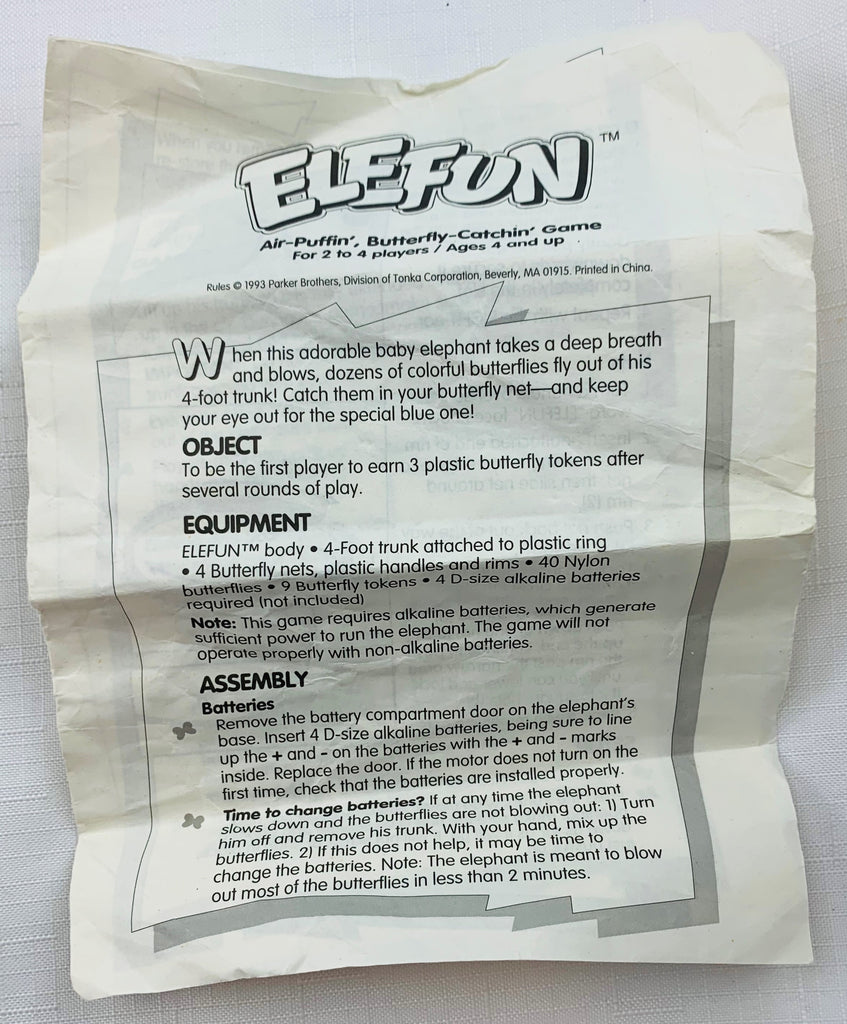 ELEFUN™
Air-Puffin', Butterfly-Catchin' Game
For 2 to 4 players / Ages 4 and up
Rules © 1993 Parker Brothers, Division of Tonka Corporation, Beverly, MA 01915. Printed in China.
When this adorable baby elephant takes a deep breath
and blows, dozens of colorful butterflies fly out of his
4-foot trunk! Catch them in your butterfly net—and keep
your eye out for the special blue one!
OBJECT
To be the first player to earn 3 plastic butterfly tokens after
several rounds of play.
EQUIPMENT
ELEFUN™ body • 4-Foot trunk attached to plastic ring
• 4 Butterfly nets, plastic handles and rims • 40 Nylon
butterflies • 9 Butterfly tokens • 4 D-size alkaline batteries
required (not included)
Note: This game requires alkaline batteries, which generate
sufficient power to run the elephant. The game will not
operate properly with non-alkaline batteries.
ASSEMBLY
Batteries
Remove the battery compartment door on the elephant's
base. Insert 4 D-size alkaline batteries, being sure to line
up the + and – on the batteries with the + and – marks
inside. Replace the door. If the motor does not turn on the
first time, check that the batteries are installed properly.
Time to change batteries? If at any time the elephant
slows down and the butterflies are not blowing out: 1) Turn
him off and remove his trunk. With your hand, mix up the
butterflies. 2) If this does not help, it may be time to
change the batteries. Note: The elephant is meant to blow
out most of the butterflies in less than 2 minutes.